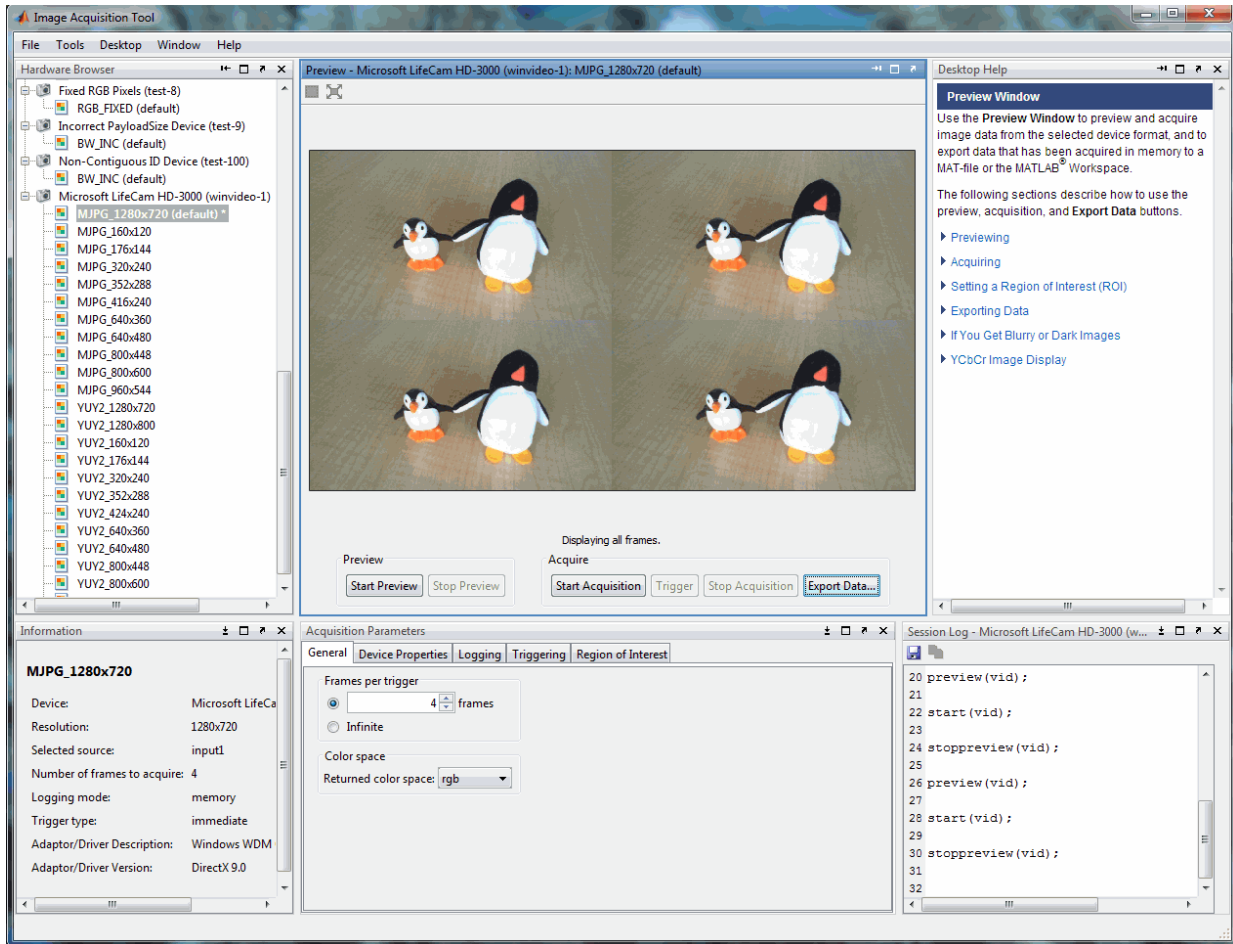 Image Acquisition Tool
File Tools Desktop Window Help
Hardware Browser
Fixed RGB Pixels (test-8)
RGB_FIXED (default)
Incorrect PayloadSize Device (test-9)
BW_INC (default)
Non-Contiguous ID Device (test-100)
BW_INC (default)
Microsoft LifeCam HD-3000 (winvideo-1)
MJPG_1280x720 (default) *
MJPG_160x120
MJPG_176x144
MJPG_320x240
MJPG_352x288
MJPG_416x240
MJPG_640x360
MJPG_640x480
MJPG_800x448
MJPG_800x600
MJPG_960x544
YUY2_1280x720
YUY2_1280x800
YUY2_160x120
YUY2_176x144
YUY2_320x240
YUY2_352x288
YUY2_424x240
YUY2_640x360
YUY2_640x480
YUY2_800x448
YUY2_800x600
Preview - Microsoft LifeCam HD-3000 (winvideo-1): MJPG_1280x720 (default)
Displaying all frames.
Preview
Start Preview Stop Preview
Acquire
Start Acquisition Trigger Stop Acquisition Export Data...
Desktop Help
Preview Window
Use the Preview Window to preview and acquire
image data from the selected device format, and to
export data that has been acquired in memory to a
MAT-file or the MATLAB® Workspace.
The following sections describe how to use the
preview, acquisition, and Export Data buttons.
Previewing
Acquiring
Setting a Region of Interest (ROI)
Exporting Data
If You Get Blurry or Dark Images
YCbCr Image Display
Information
MJPG_1280x720
Device: Microsoft LifeCa
Resolution: 1280x720
Selected source: input1
Number of frames to acquire: 4
Logging mode: memory
Trigger type: immediate
Adaptor/Driver Description: Windows WDM
Adaptor/Driver Version: DirectX 9.0
Acquisition Parameters
General Device Properties Logging Triggering Region of Interest
Frames per trigger
4 frames
Infinite
Color space
Returned color space: rgb
Session Log - Microsoft LifeCam HD-3000 (w...
20 preview(vid);
21
22 start(vid);
23
24 stoppreview(vid);
25
26 preview(vid);
27
28 start(vid);
29
30 stoppreview(vid);
31
32